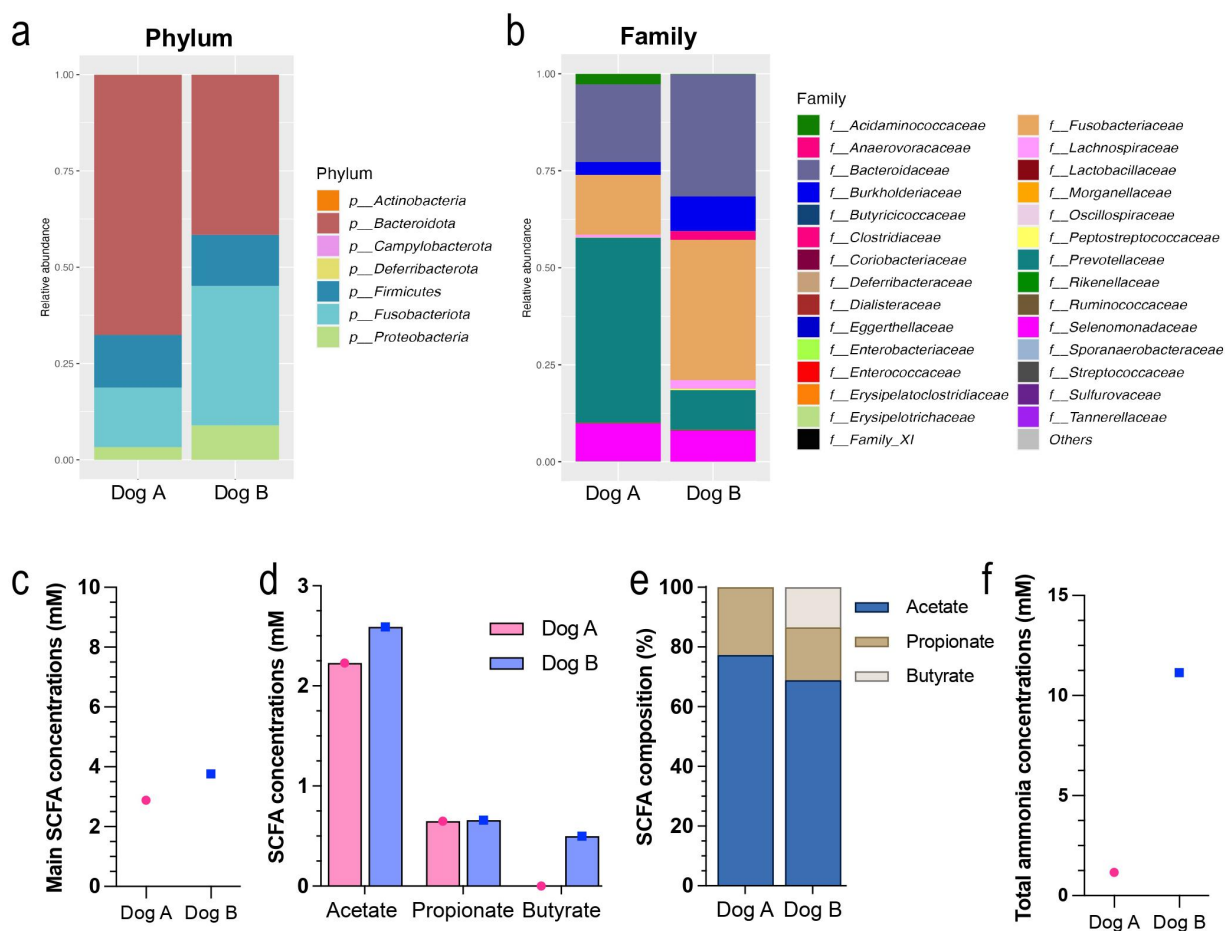 a
Phylum
1.00
0.75
0.50
0.25
0.00
Relative abundance
Dog A
Dog B
Phylum
p__Actinobacteria
p__Bacteroidota
p__Campylobacterota
p__Deferribacterota
p__Firmicutes
p__Fusobacteriota
p__Proteobacteria
b
Family
1.00
0.75
0.50
0.25
0.00
Relative abundance
Dog A
Dog B
Family
f__Acidaminococcaceae
f__Anaerovoracaceae
f__Bacteroidaceae
f__Burkholderiaceae
f__Butyricicoccaceae
f__Clostridiaceae
f__Coriobacteriaceae
f__Deferribacteraceae
f__Dialisteraceae
f__Eggerthellaceae
f__Enterobacteriaceae
f__Enterococcaceae
f__Erysipelatoclostridiaceae
f__Erysipelotrichaceae
f__Family_XI
f__Fusobacteriaceae
f__Lachnospiraceae
f__Lactobacillaceae
f__Morganellaceae
f__Oscillospiraceae
f__Peptostreptococcaceae
f__Prevotellaceae
f__Rikenellaceae
f__Ruminococcaceae
f__Selenomonadaceae
f__Sporanaerobacteraceae
f__Streptococcaceae
f__Sulfurovaceae
f__Tannerellaceae
Others
c
Main SCFA concentrations (mM)
10
8
6
4
2
0
Dog A
Dog B
d
SCFA concentrations (mM
3
2
1
0
Acetate
Propionate
Butyrate
Dog A
Dog B
e
SCFA composition (%)
100
80
60
40
20
0
Dog A
Dog B
Acetate
Propionate
Butyrate
f
Total ammonia concentrations (mM)
15
10
5
0
Dog A
Dog B